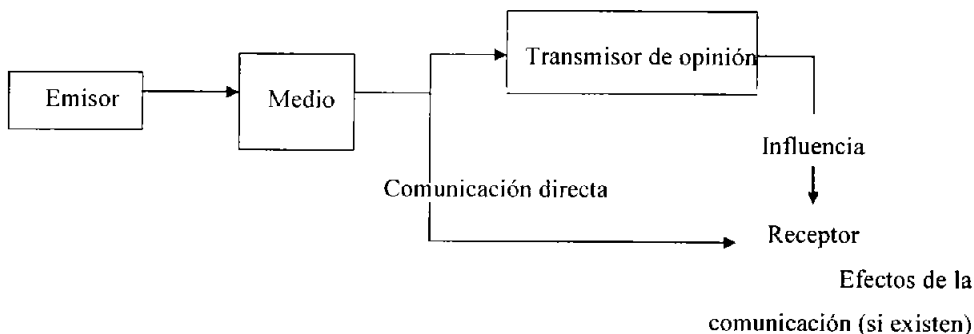 Transmisor de opinión
Emisor
Medio
Influencia
Comunicación directa
Receptor
Efectos de la
comunicación (si existen)